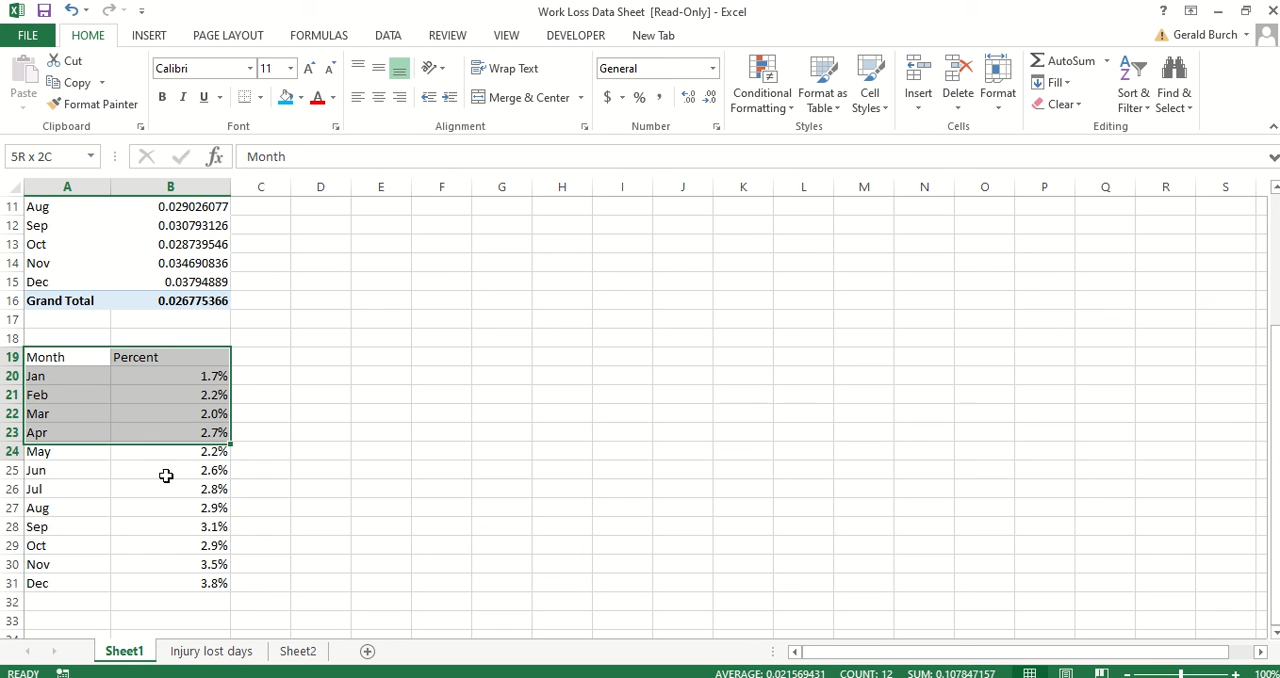 Work Loss Data Sheet [Read-Only] - Excel
?
FILE HOME INSERT PAGE LAYOUT FORMULAS DATA REVIEW VIEW DEVELOPER New Tab Gerald Burch
Paste Cut Calibri 11 A A Wrap Text General Conditional Formatting Format as Table Cell Styles Insert Delete Format AutoSum Sort & Filter Find & Select
Copy Fill
Format Painter B I U A Merge & Center $ % , Clear
Clipboard Font Alignment Number Styles Cells Editing
5R x 2C fx Month
A B C D E F G H I J K L M N O P Q R S
11 Aug 0.029026077
12 Sep 0.030793126
13 Oct 0.028739546
14 Nov 0.034690836
15 Dec 0.03794889
16 Grand Total 0.026775366
17
18
19 Month Percent
20 Jan 1.7%
21 Feb 2.2%
22 Mar 2.0%
23 Apr 2.7%
24 May 2.2%
25 Jun 2.6%
26 Jul 2.8%
27 Aug 2.9%
28 Sep 3.1%
29 Oct 2.9%
30 Nov 3.5%
31 Dec 3.8%
32
33
Sheet1 Injury lost days Sheet2
READY AVERAGE: 0.021569431 COUNT: 12 SUM: 0.107847157 100%